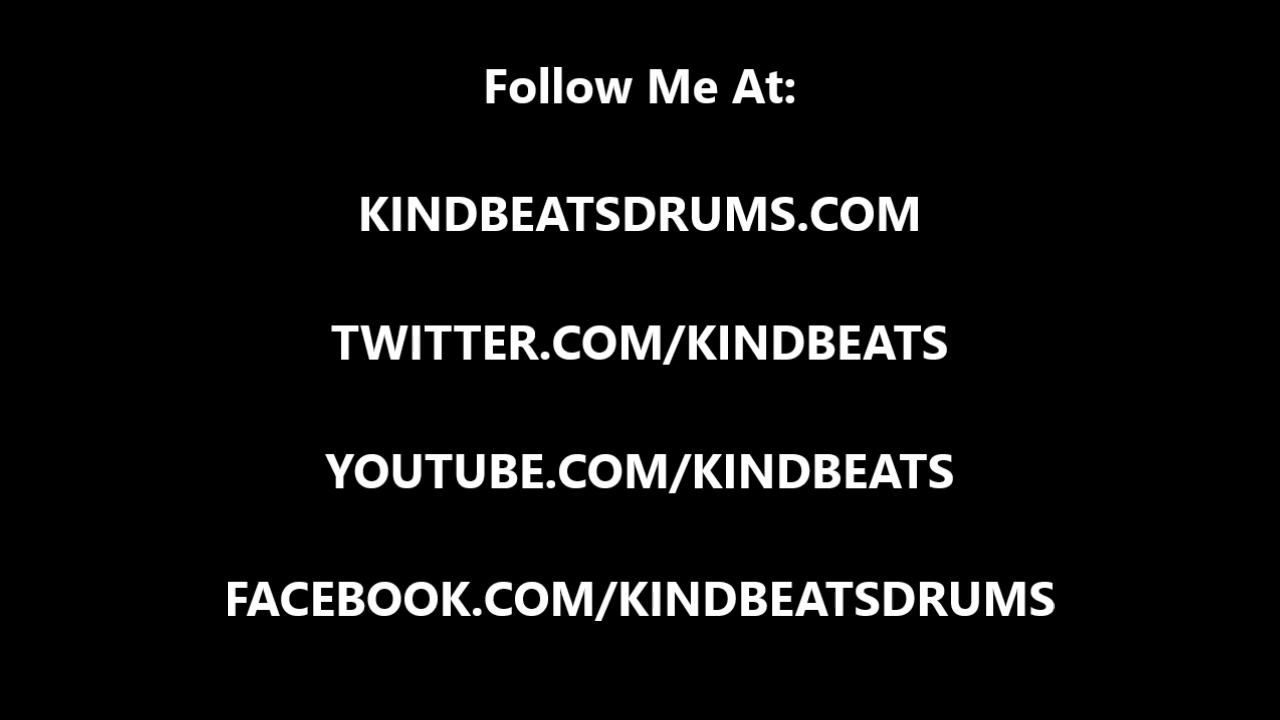 Follow Me At:
KINDBEATSDRUMS.COM
TWITTER.COM/KINDBEATS
YOUTUBE.COM/KINDBEATS
FACEBOOK.COM/KINDBEATSDRUMS